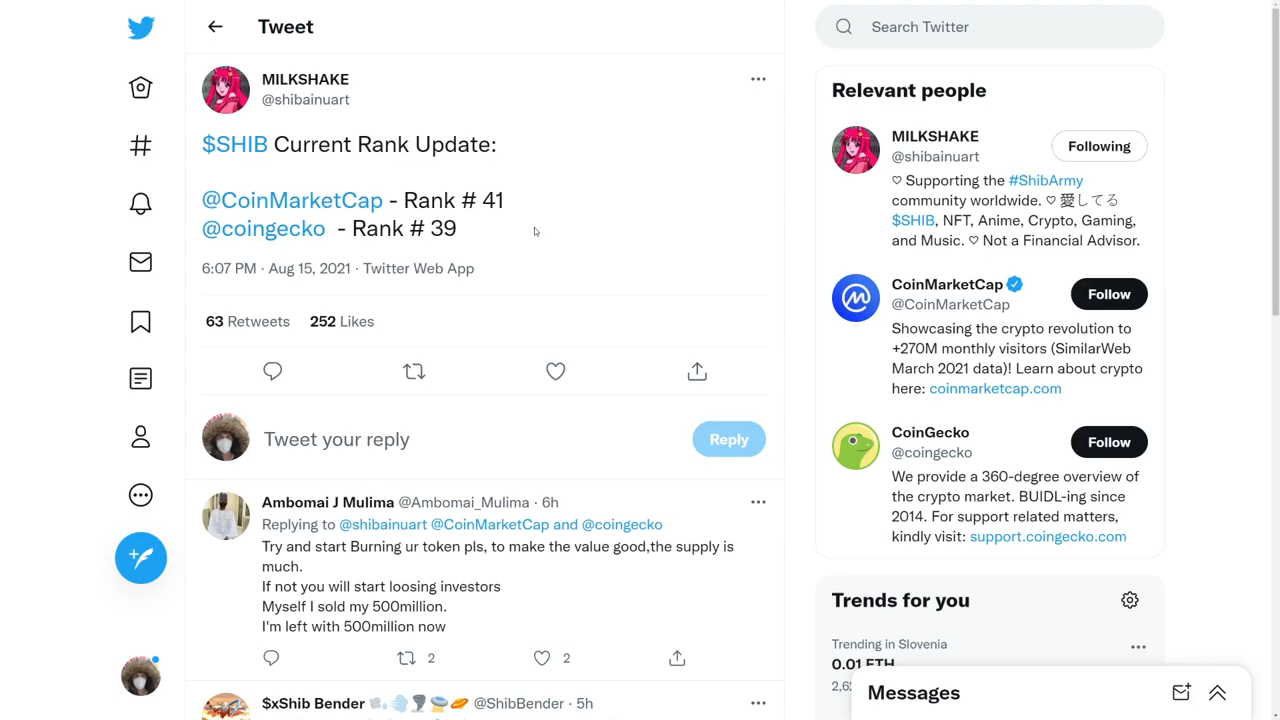 Tweet
Search Twitter
MILKSHAKE
@shibainuart
$SHIB Current Rank Update:
@CoinMarketCap - Rank # 41
@coingecko - Rank # 39
6:07 PM · Aug 15, 2021 · Twitter Web App
63 Retweets 252 Likes
Tweet your reply
Reply
Ambomai J Mulima @Ambomai_Mulima · 6h
Replying to @shibainuart @CoinMarketCap and @coingecko
Try and start Burning ur token pls, to make the value good,the supply is
much.
If not you will start loosing investors
Myself I sold my 500million.
I'm left with 500million now
2 2
$xShib Bender @ShibBender · 5h
Relevant people
MILKSHAKE
@shibainuart
Following
♡ Supporting the #ShibArmy
community worldwide. ♡ 愛してる
$SHIB, NFT, Anime, Crypto, Gaming,
and Music. ♡ Not a Financial Advisor.
CoinMarketCap
@CoinMarketCap
Follow
Showcasing the crypto revolution to
+270M monthly visitors (SimilarWeb
March 2021 data)! Learn about crypto
here: coinmarketcap.com
CoinGecko
@coingecko
Follow
We provide a 360-degree overview of
the crypto market. BUIDL-ing since
2014. For support related matters,
kindly visit: support.coingecko.com
Trends for you
Trending in Slovenia
0.01 ETH
Messages